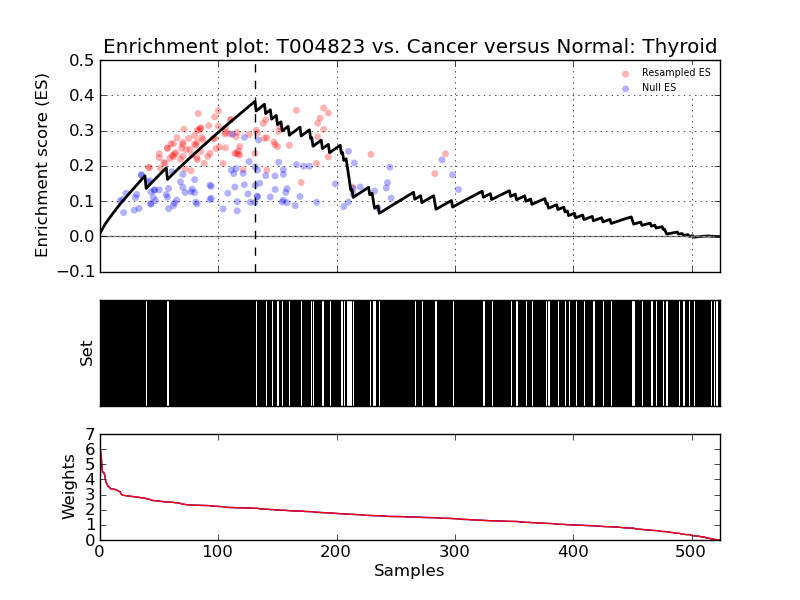 Enrichment plot: T004823 vs. Cancer versus Normal: Thyroid
0.5
0.4
0.3
0.2
0.1
0.0
−0.1
Enrichment score (ES)
Resampled ES
Null ES
Set
7
6
5
4
3
2
1
0
Weights
0 100 200 300 400 500
Samples